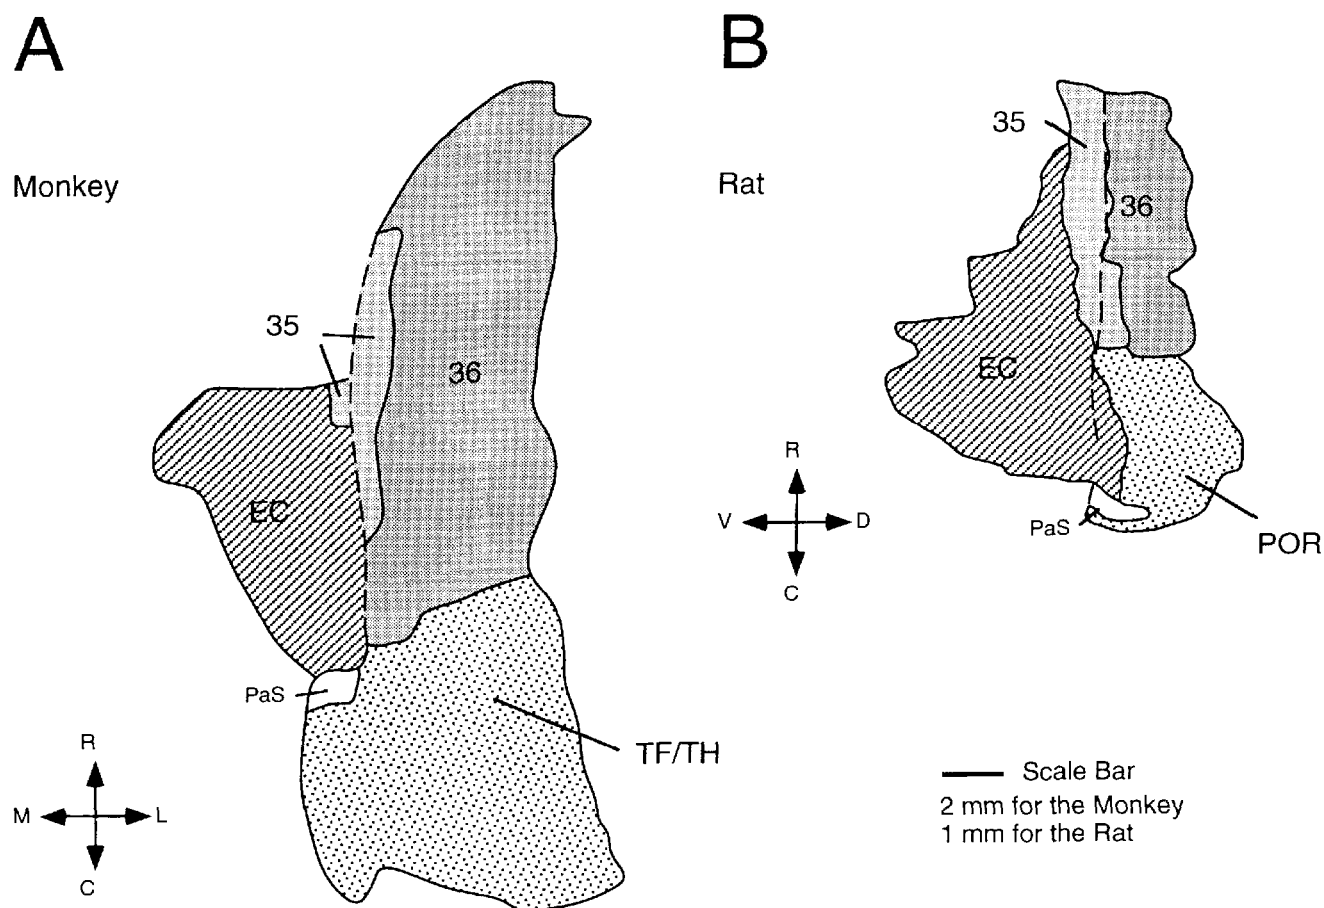 A
Monkey
35
36
EC
PaS
TF/TH
R
M
L
C
B
Rat
35
36
EC
R
V
D
C
PaS
POR
Scale Bar
2 mm for the Monkey
1 mm for the Rat